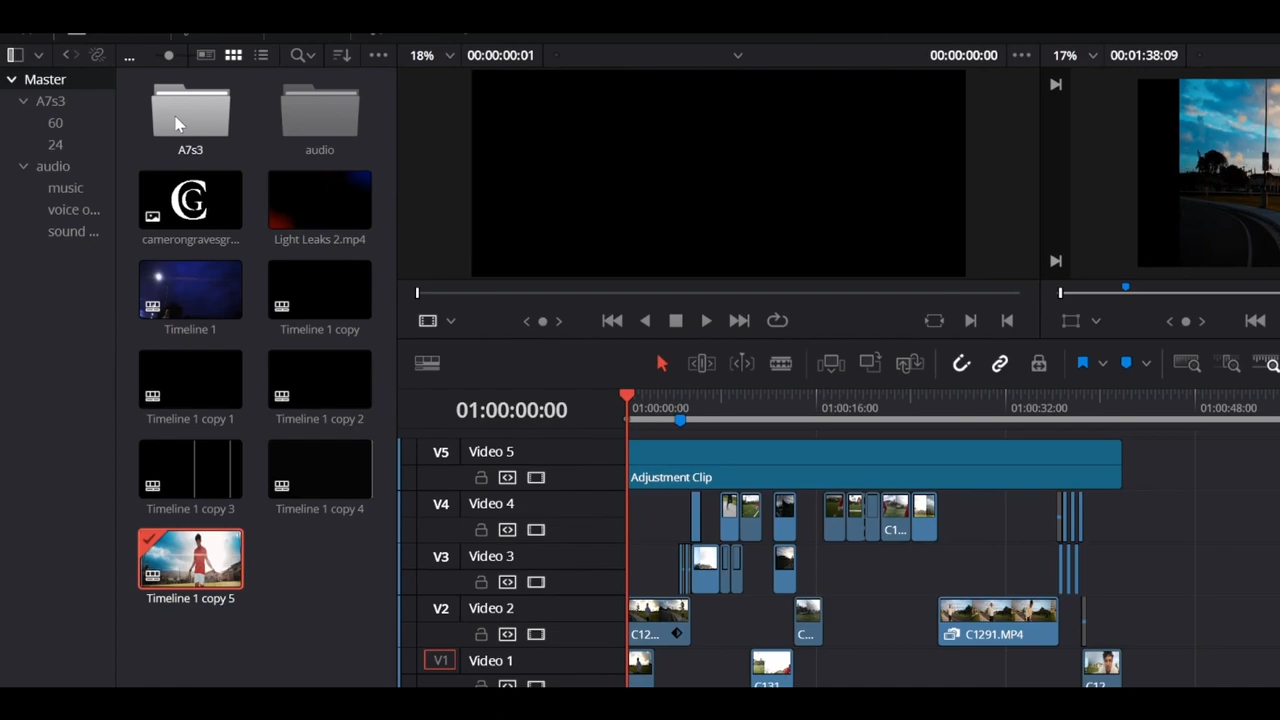 ...
18%
00:00:00:01
00:00:00:00
17%
00:01:38:09
Master
A7s3
60
24
audio
music
voice o...
sound ...
A7s3
audio
G
camerongravesgr...
Light Leaks 2.mp4
Timeline 1
Timeline 1 copy
Timeline 1 copy 1
Timeline 1 copy 2
Timeline 1 copy 3
Timeline 1 copy 4
Timeline 1 copy 5
01:00:00:00
01:00:00:00
01:00:16:00
01:00:32:00
01:00:48:00
V5 Video 5
Adjustment Clip
V4 Video 4
C1...
V3 Video 3
V2 Video 2
C12...
C...
C1291.MP4
V1 Video 1
C131
C12